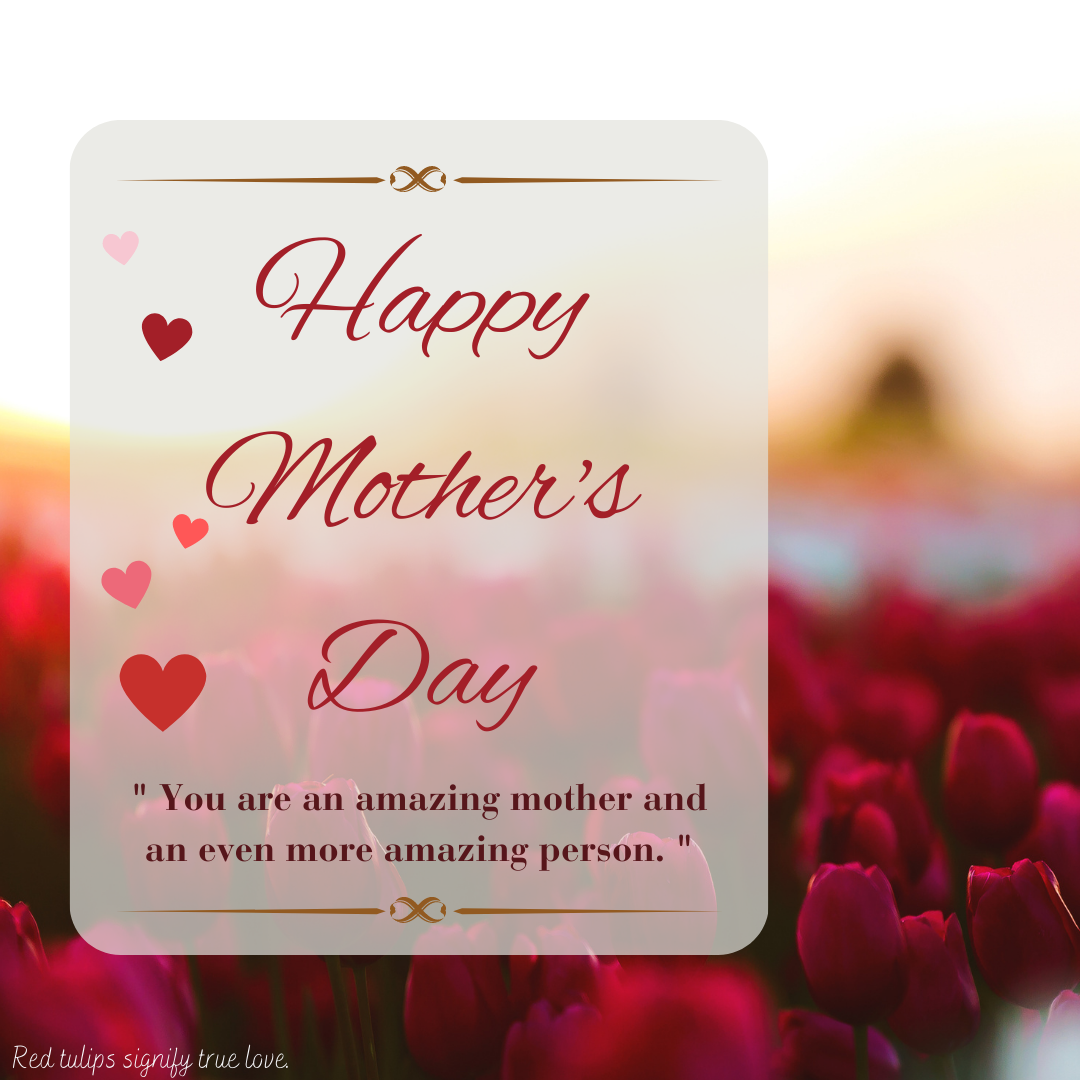 Happy
Mother's
Day
" You are an amazing mother and
an even more amazing person. "
Red tulips signify true love.